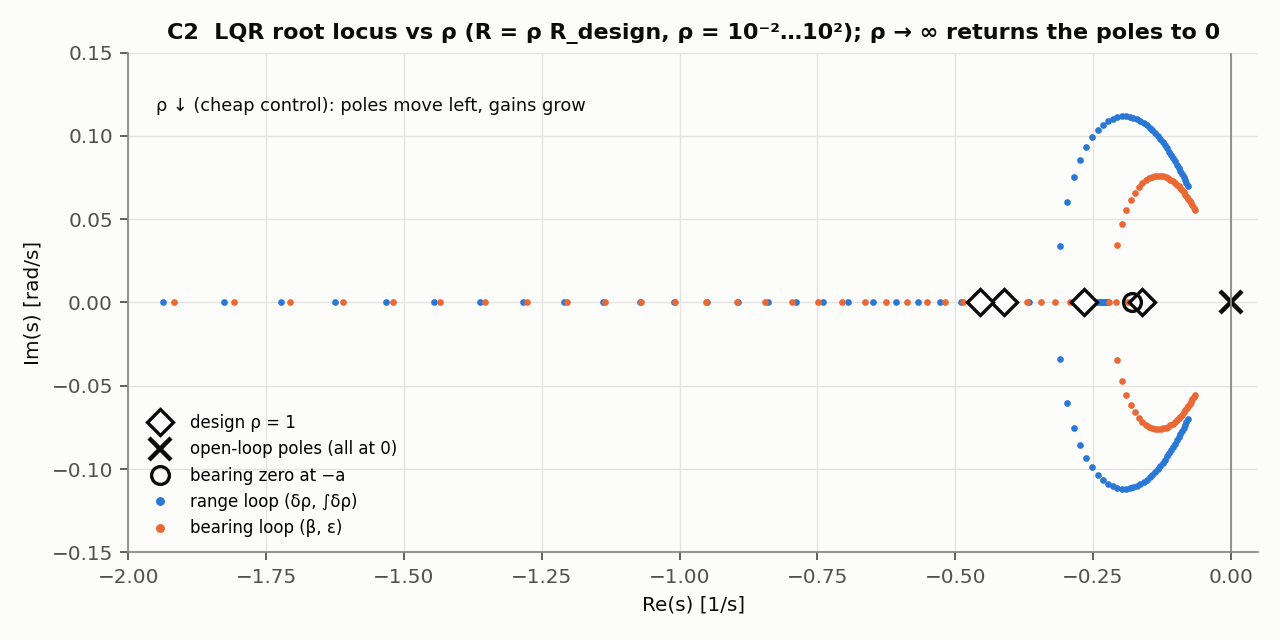 C2 LQR root locus vs ρ (R = ρ R_design, ρ = 10⁻²…10²); ρ → ∞ returns the poles to 0
0.15
ρ ↓ (cheap control): poles move left, gains grow
0.10
0.05
0.00
−0.05
−0.10
−0.15
Im(s) [rad/s]
design ρ = 1
open-loop poles (all at 0)
bearing zero at −a
range loop (δρ, ∫δρ)
bearing loop (β, ε)
−2.00 −1.75 −1.50 −1.25 −1.00 −0.75 −0.50 −0.25 0.00
Re(s) [1/s]